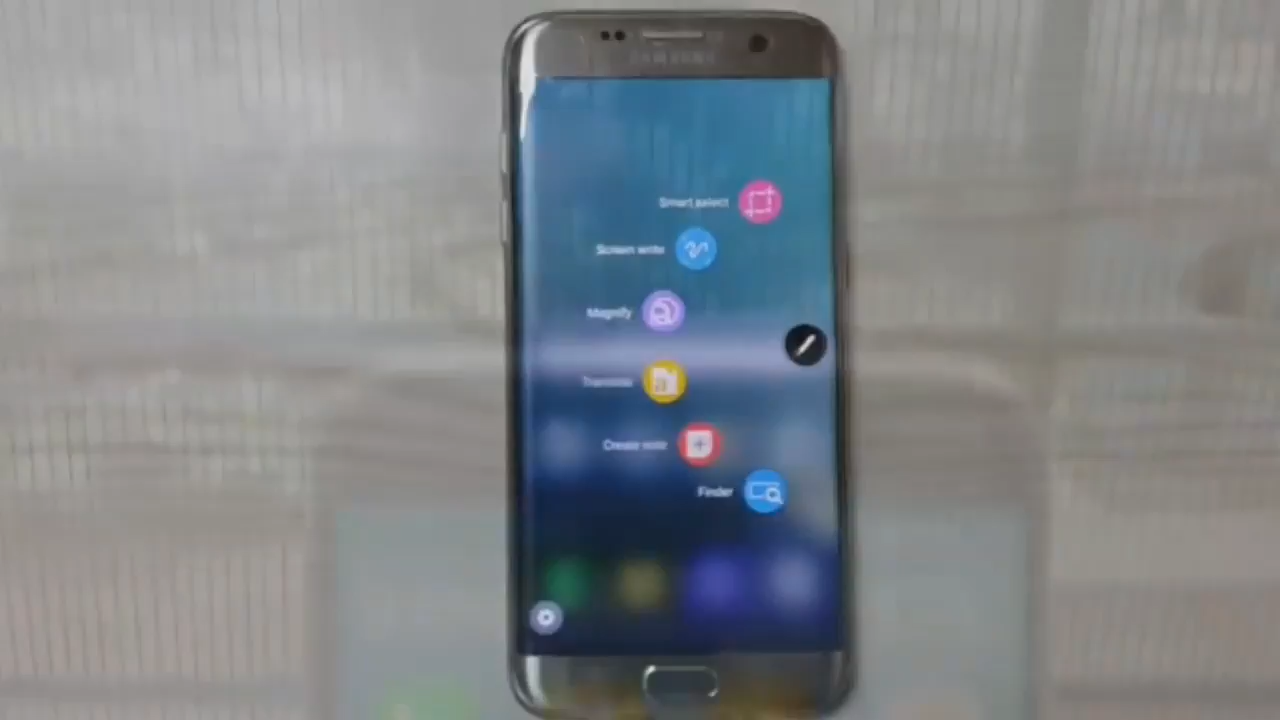 SAMSUNG
Smart select
Screen write
Magnify
Translate
Create note
Finder